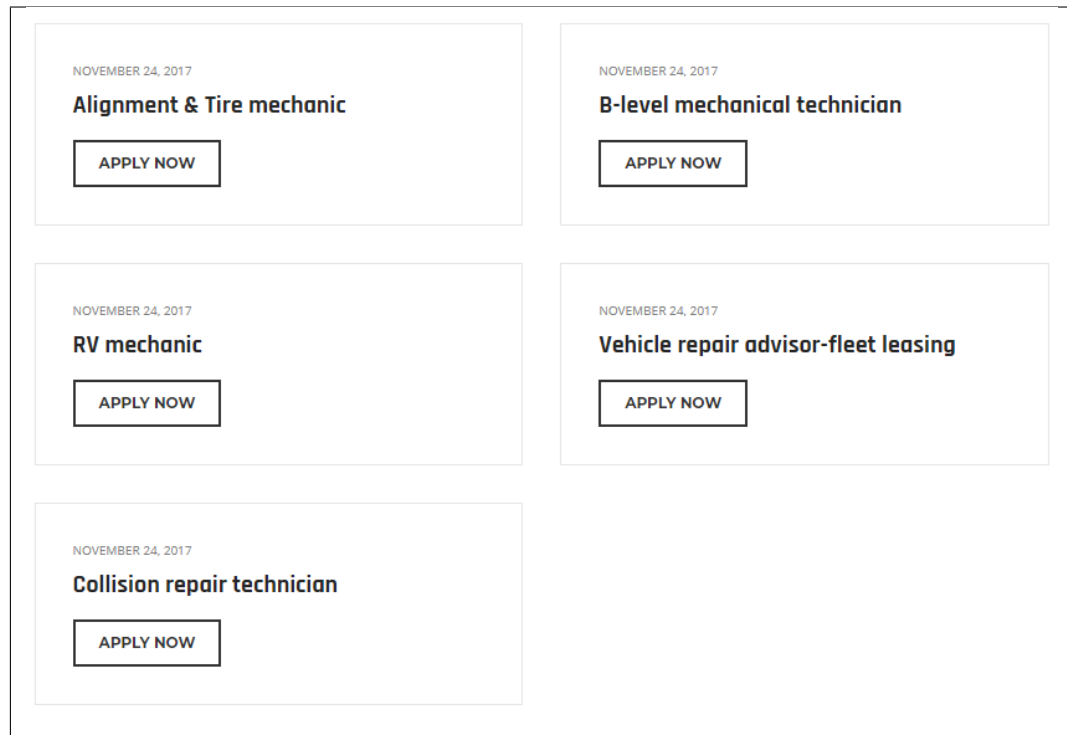 NOVEMBER 24, 2017
Alignment & Tire mechanic
APPLY NOW
NOVEMBER 24, 2017
B-level mechanical technician
APPLY NOW
NOVEMBER 24, 2017
RV mechanic
APPLY NOW
NOVEMBER 24, 2017
Vehicle repair advisor-fleet leasing
APPLY NOW
NOVEMBER 24, 2017
Collision repair technician
APPLY NOW